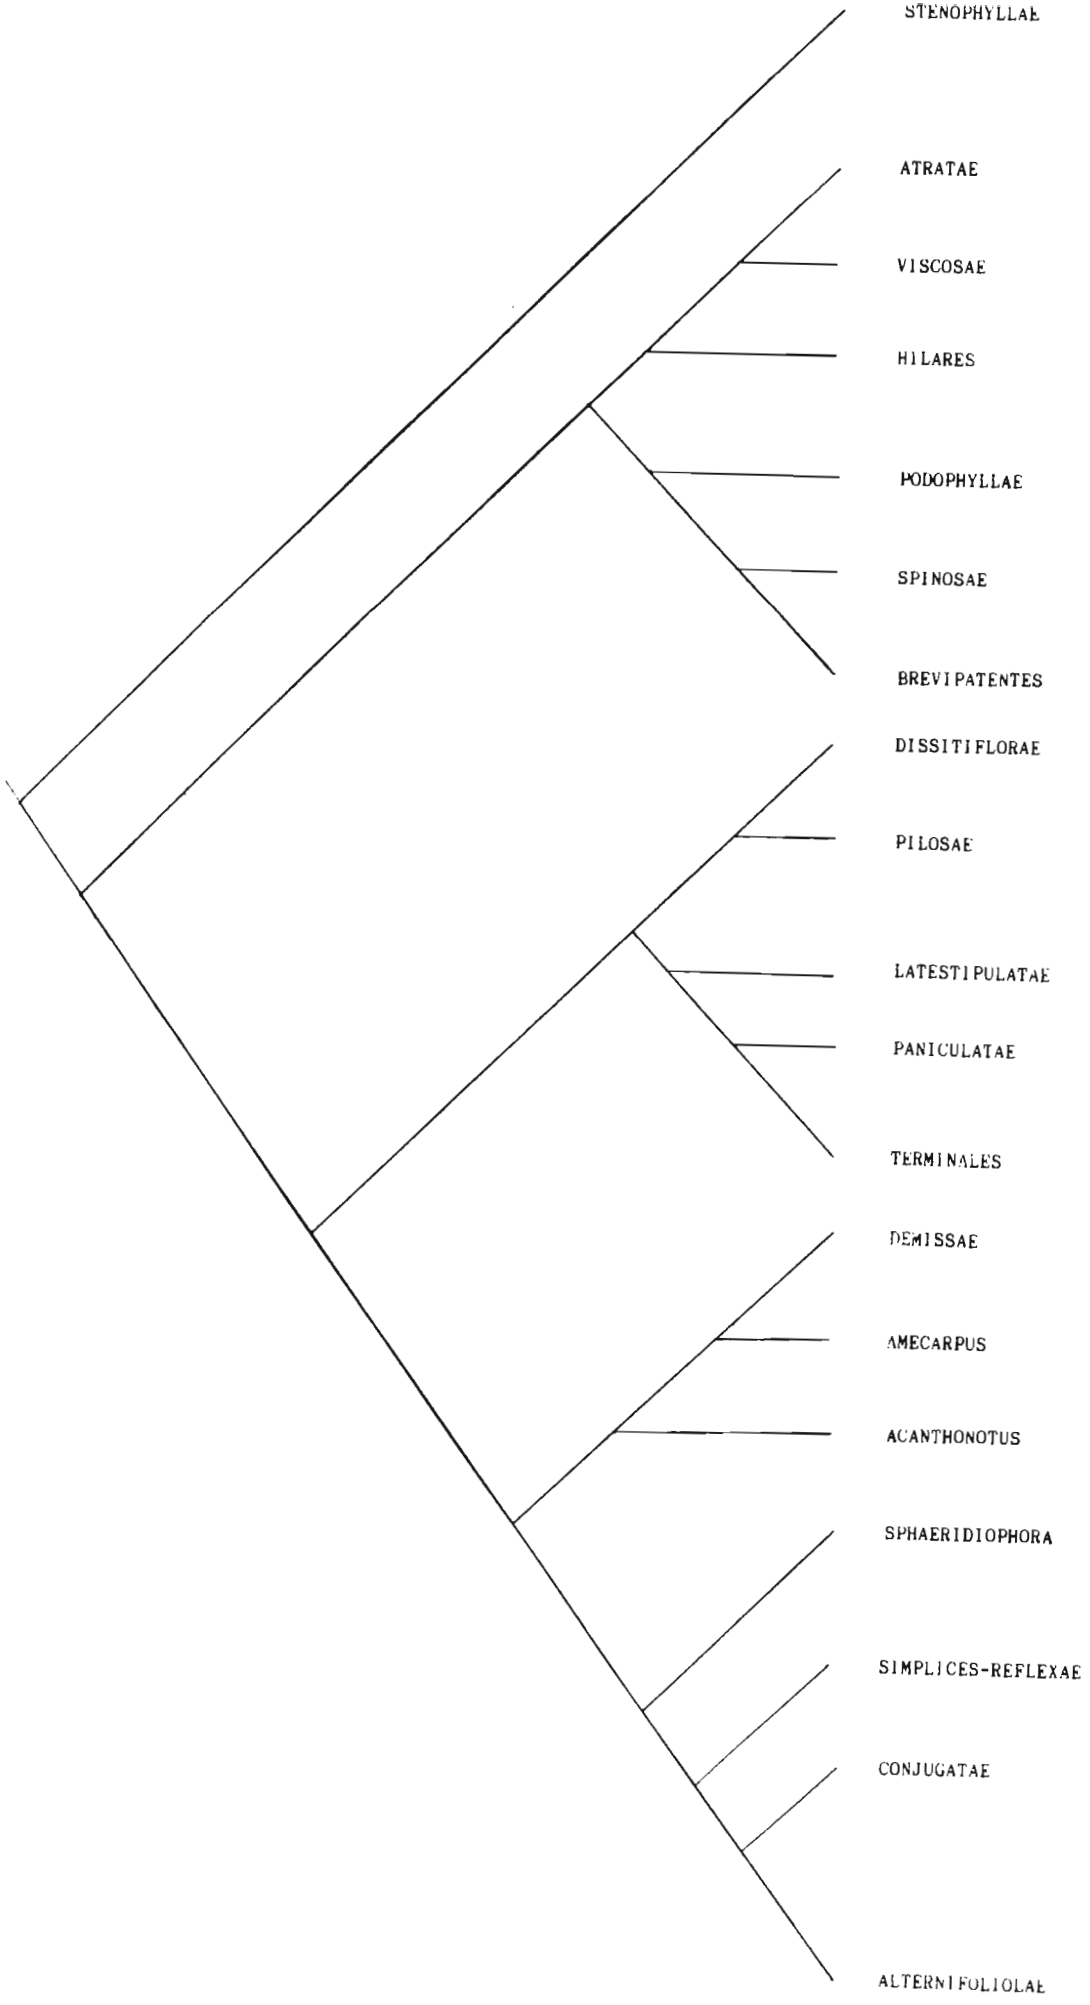 STENOPHYLLAE
ATRATAE
VISCOSAE
HILARES
PODOPHYLLAE
SPINOSAE
BREVIPATENTES
DISSITIFLORAE
PILOSAE
LATESTIPULATAE
PANICULATAE
TERMINALES
DEMISSAE
AMECARPUS
ACANTHONOTUS
SPHAERIDIOPHORA
SIMPLICES-REFLEXAE
CONJUGATAE
ALTERNIFOLIOLAE